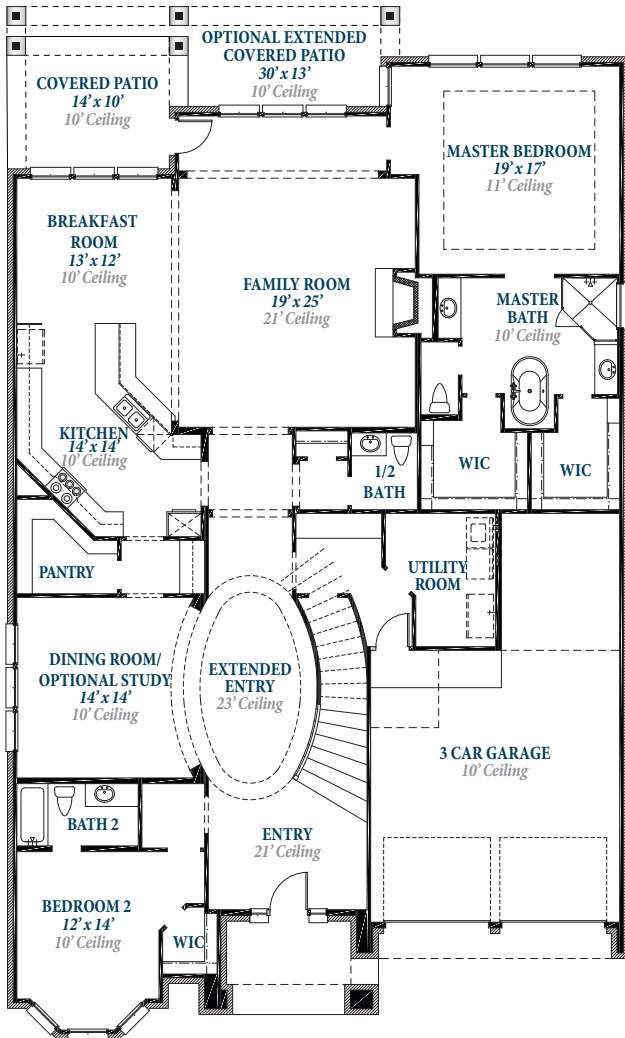 OPTIONAL EXTENDED
COVERED PATIO
30' x 13'
10' Ceiling
COVERED PATIO
14' x 10'
10' Ceiling
MASTER BEDROOM
19' x 17'
11' Ceiling
BREAKFAST
ROOM
13' x 12'
10' Ceiling
FAMILY ROOM
19' x 25'
21' Ceiling
MASTER
BATH
10' Ceiling
KITCHEN
14' x 14'
10' Ceiling
1/2
BATH
WIC
WIC
PANTRY
UTILITY
ROOM
DINING ROOM/
OPTIONAL STUDY
14' x 14'
10' Ceiling
EXTENDED
ENTRY
23' Ceiling
3 CAR GARAGE
10' Ceiling
BATH 2
ENTRY
21' Ceiling
BEDROOM 2
12' x 14'
10' Ceiling
WIC